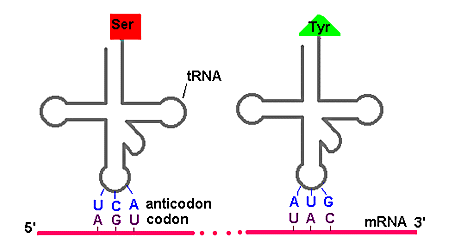 Ser Tyr
tRNA
U C A anticodon A U G
A G U codon U A C
5' mRNA 3'